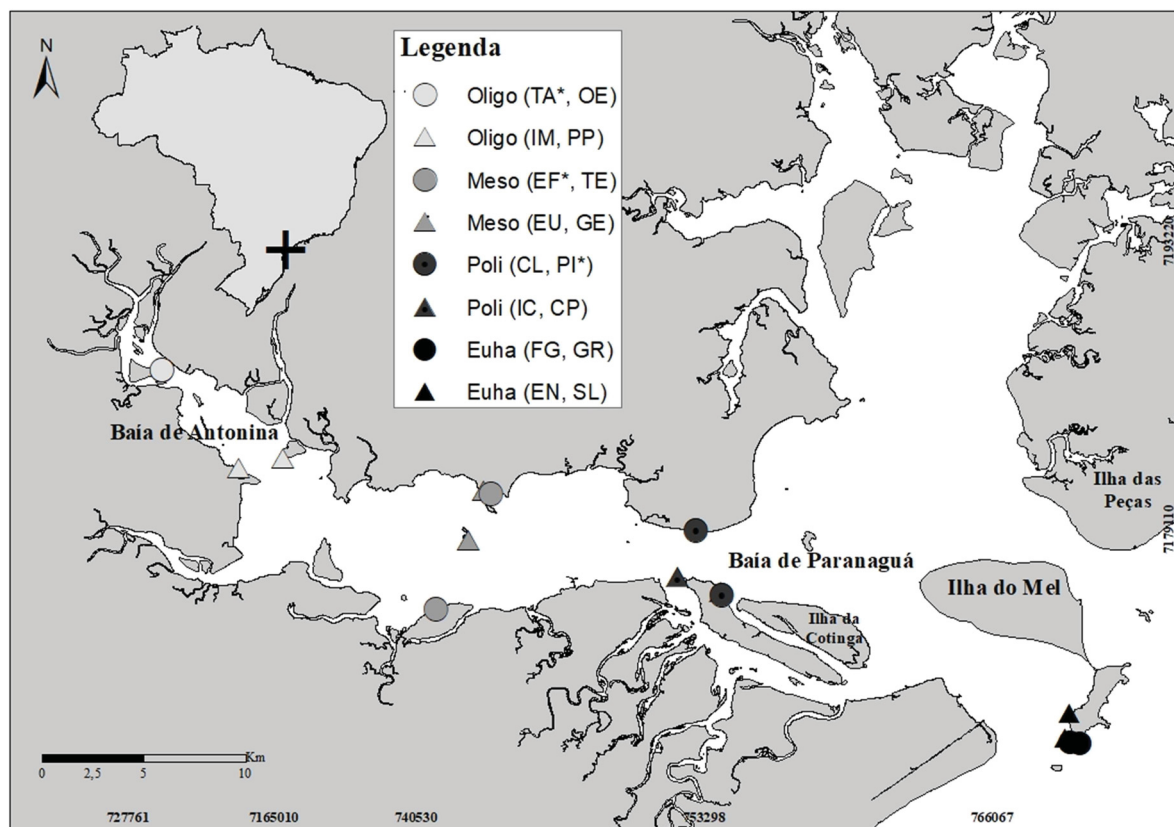 N
Legenda
Oligo (TA*, OE)
Oligo (IM, PP)
Meso (EF*, TE)
Meso (EU, GE)
Poli (CL, PI*)
Poli (IC, CP)
Euha (FG, GR)
Euha (EN, SL)
7193220
Baía de Antonina
Ilha das
Peças
7179110
Baía de Paranaguá
Ilha do Mel
Ilha da
Cotinga
Km
0 2,5 5 10
727761 7165010 740530 753298 766067